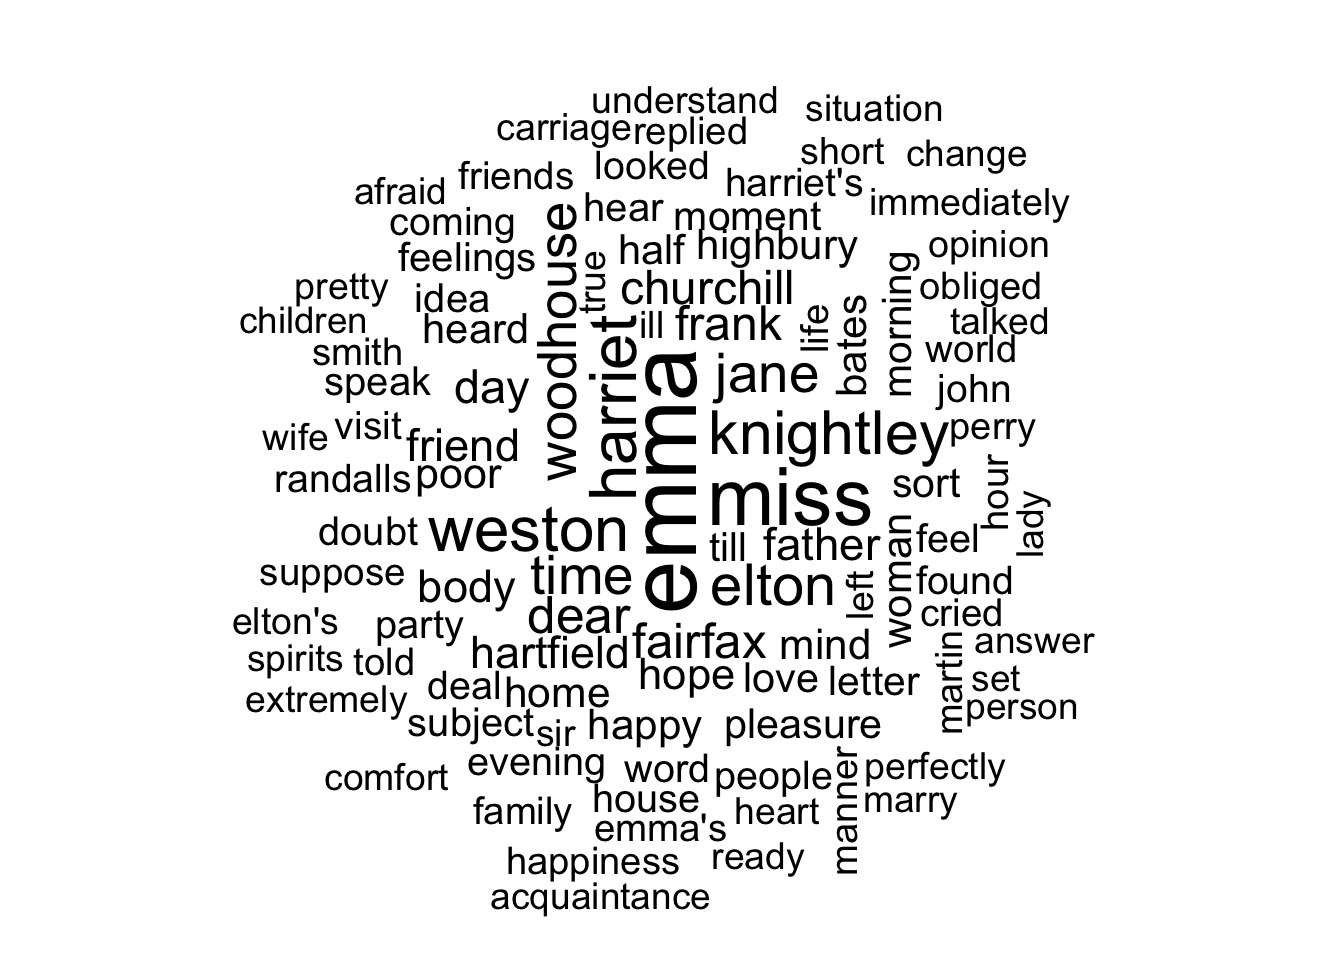 understand situation
carriage replied
short change
looked
friends
harriet's
afraid
immediately
hear moment
coming
woodhouse
half highbury opinion
feelings
true
morning
pretty idea
churchill obliged
children heard
ill frank life bates talked
harriet
smith world
speak day
emma
jane john
wife visit friend
knightley perry
randalls poor
miss sort hour lady
doubt weston
till father woman feel
suppose body time
elton left found
elton's party dear
cried
spirits told hartfield fairfax mind martin answer
extremely deal home
hope love letter set
person
subject sir happy pleasure
comfort evening word people manner perfectly
family house heart marry
emma's
happiness ready
acquaintance